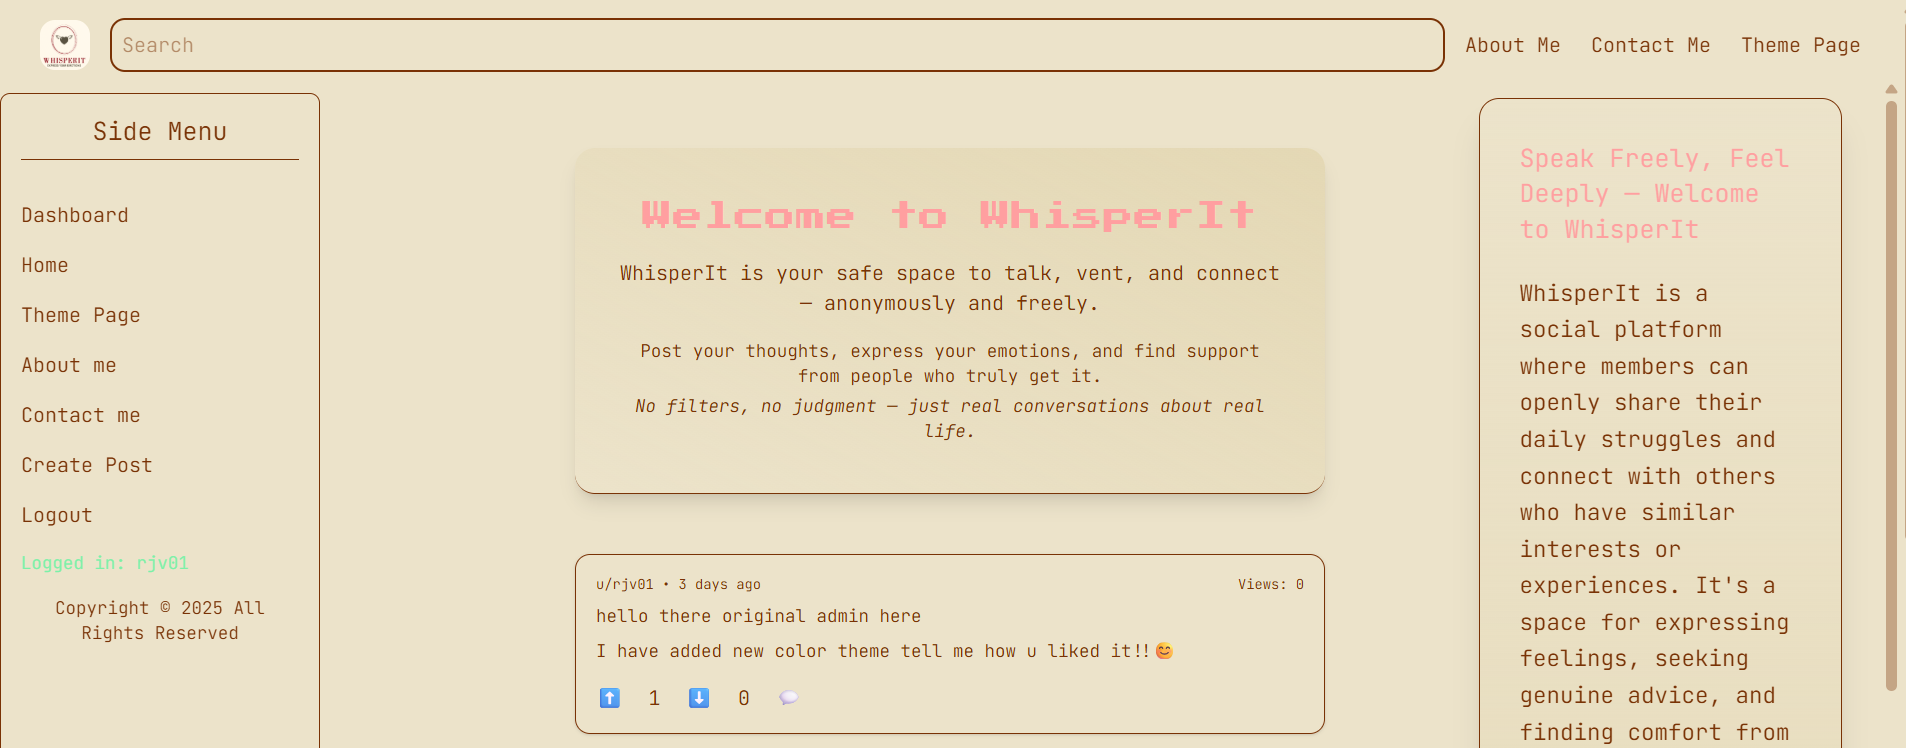 WHISPERIT
Search
About Me
Contact Me
Theme Page
Side Menu
Dashboard
Home
Theme Page
About me
Contact me
Create Post
Logout
Logged in: rjv01
Copyright © 2025 All
Rights Reserved
Welcome to WhisperIt
WhisperIt is your safe space to talk, vent, and connect
— anonymously and freely.
Post your thoughts, express your emotions, and find support
from people who truly get it.
No filters, no judgment — just real conversations about real
life.
u/rjv01 • 3 days ago
Views: 0
hello there original admin here
I have added new color theme tell me how u liked it!!😊
1
0
Speak Freely, Feel
Deeply — Welcome
to WhisperIt
WhisperIt is a
social platform
where members can
openly share their
daily struggles and
connect with others
who have similar
interests or
experiences. It's a
space for expressing
feelings, seeking
genuine advice, and
finding comfort from